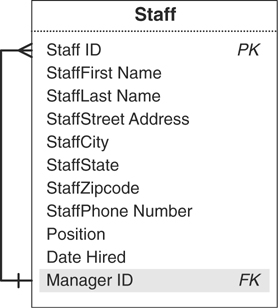 Staff
Staff ID PK
StaffFirst Name
StaffLast Name
StaffStreet Address
StaffCity
StaffState
StaffZipcode
StaffPhone Number
Position
Date Hired
Manager ID FK